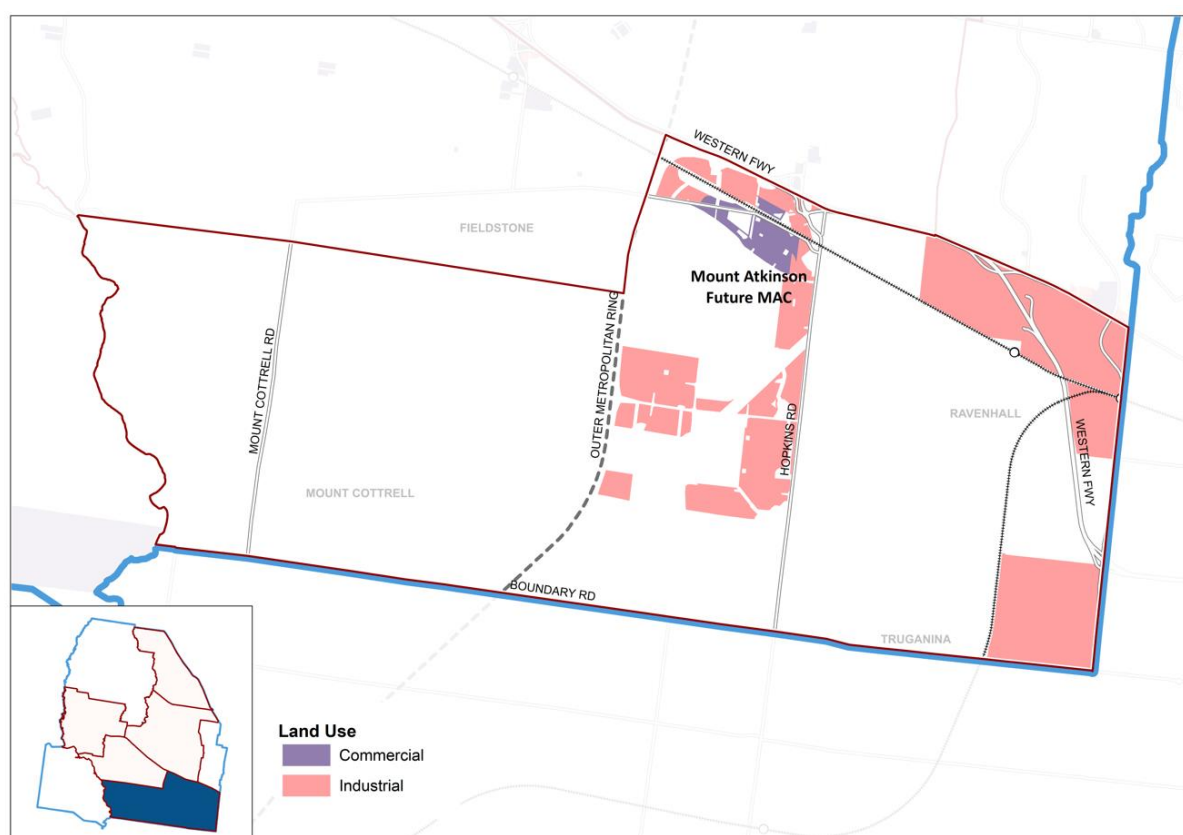 WESTERN FWY
FIELDSTONE
Mount Atkinson
Future MAC
OUTER METROPOLITAN RING
MOUNT COTTRELL RD
HOPKINS RD
RAVENHALL
WESTERN FWY
MOUNT COTTRELL
BOUNDARY RD
TRUGANINA
Land Use
Commercial
Industrial